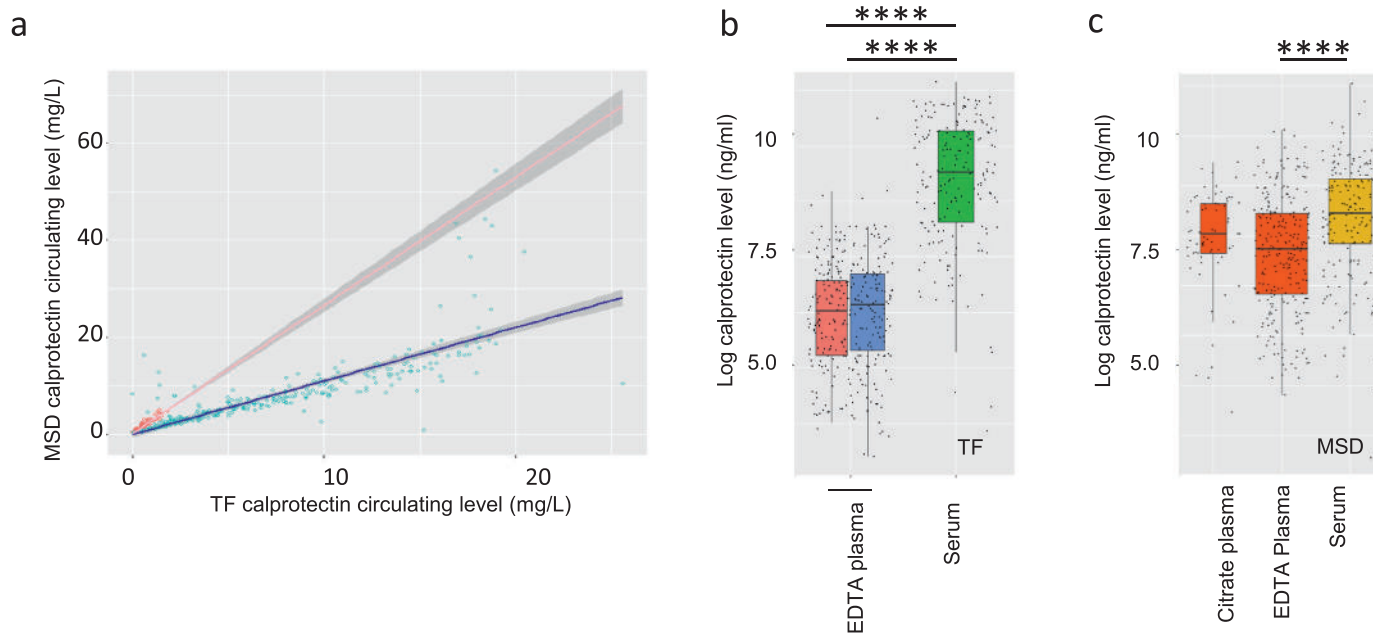 a
MSD calprotectin circulating level (mg/L)
60
40
20
0
0 10 20
TF calprotectin circulating level (mg/L)
b
****
****
Log calprotectin level (ng/ml)
10
7.5
5.0
TF
EDTA plasma
Serum
c
****
Log calprotectin level (ng/ml)
10
7.5
5.0
MSD
Citrate plasma
EDTA Plasma
Serum